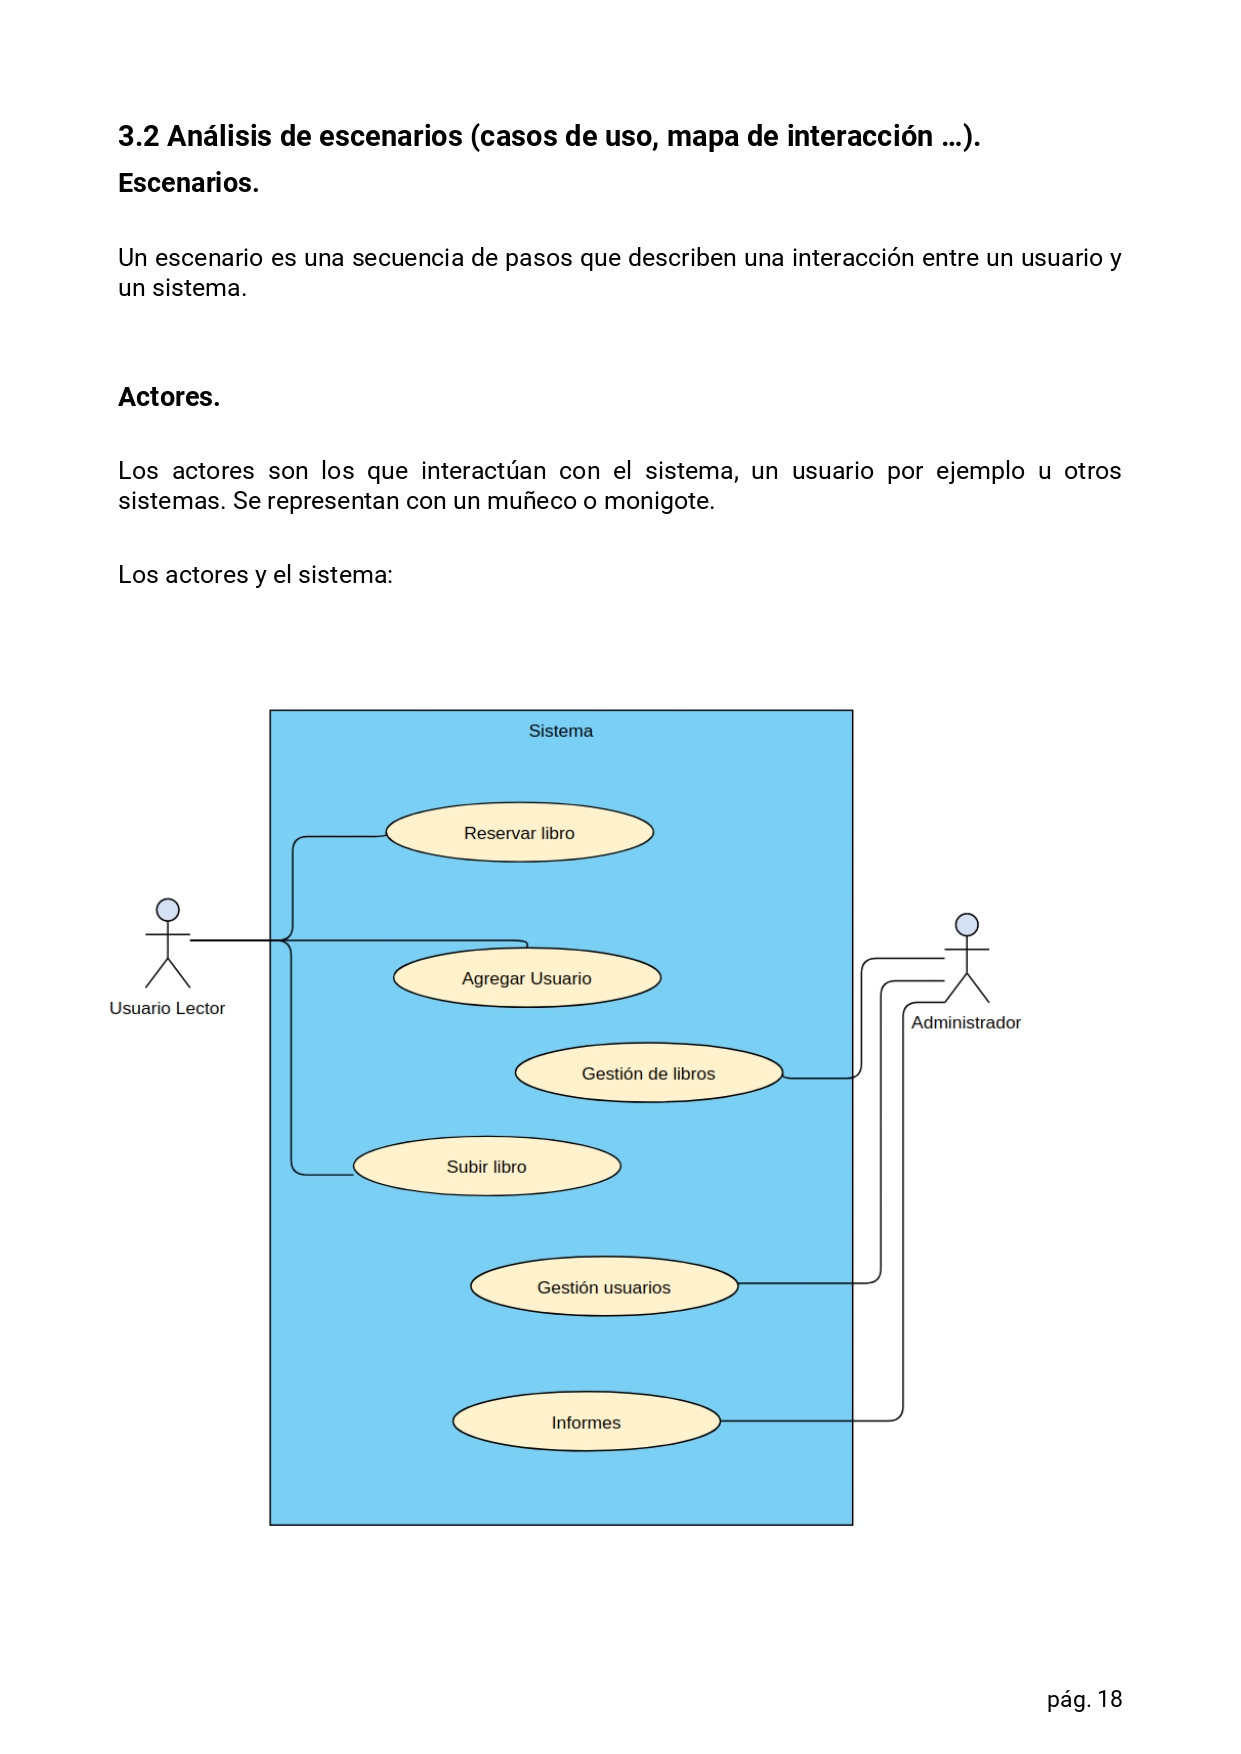 3.2 Análisis de escenarios (casos de uso, mapa de interacción …).
Escenarios.
Un escenario es una secuencia de pasos que describen una interacción entre un usuario y
un sistema.
Actores.
Los actores son los que interactúan con el sistema, un usuario por ejemplo u otros
sistemas. Se representan con un muñeco o monigote.
Los actores y el sistema:
Sistema
Reservar libro
Usuario Lector
Agregar Usuario
Administrador
Gestión de libros
Subir libro
Gestión usuarios
Informes
pág. 18